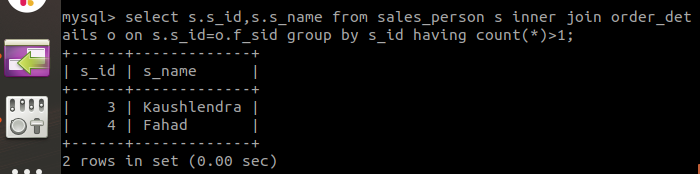 mysql> select s.s_id,s.s_name from sales_person s inner join order_det
ails o on s.s_id=o.f_sid group by s_id having count(*)>1;
+------+-------------+
| s_id | s_name      |
+------+-------------+
|    3 | Kaushlendra |
|    4 | Fahad       |
+------+-------------+
2 rows in set (0.00 sec)